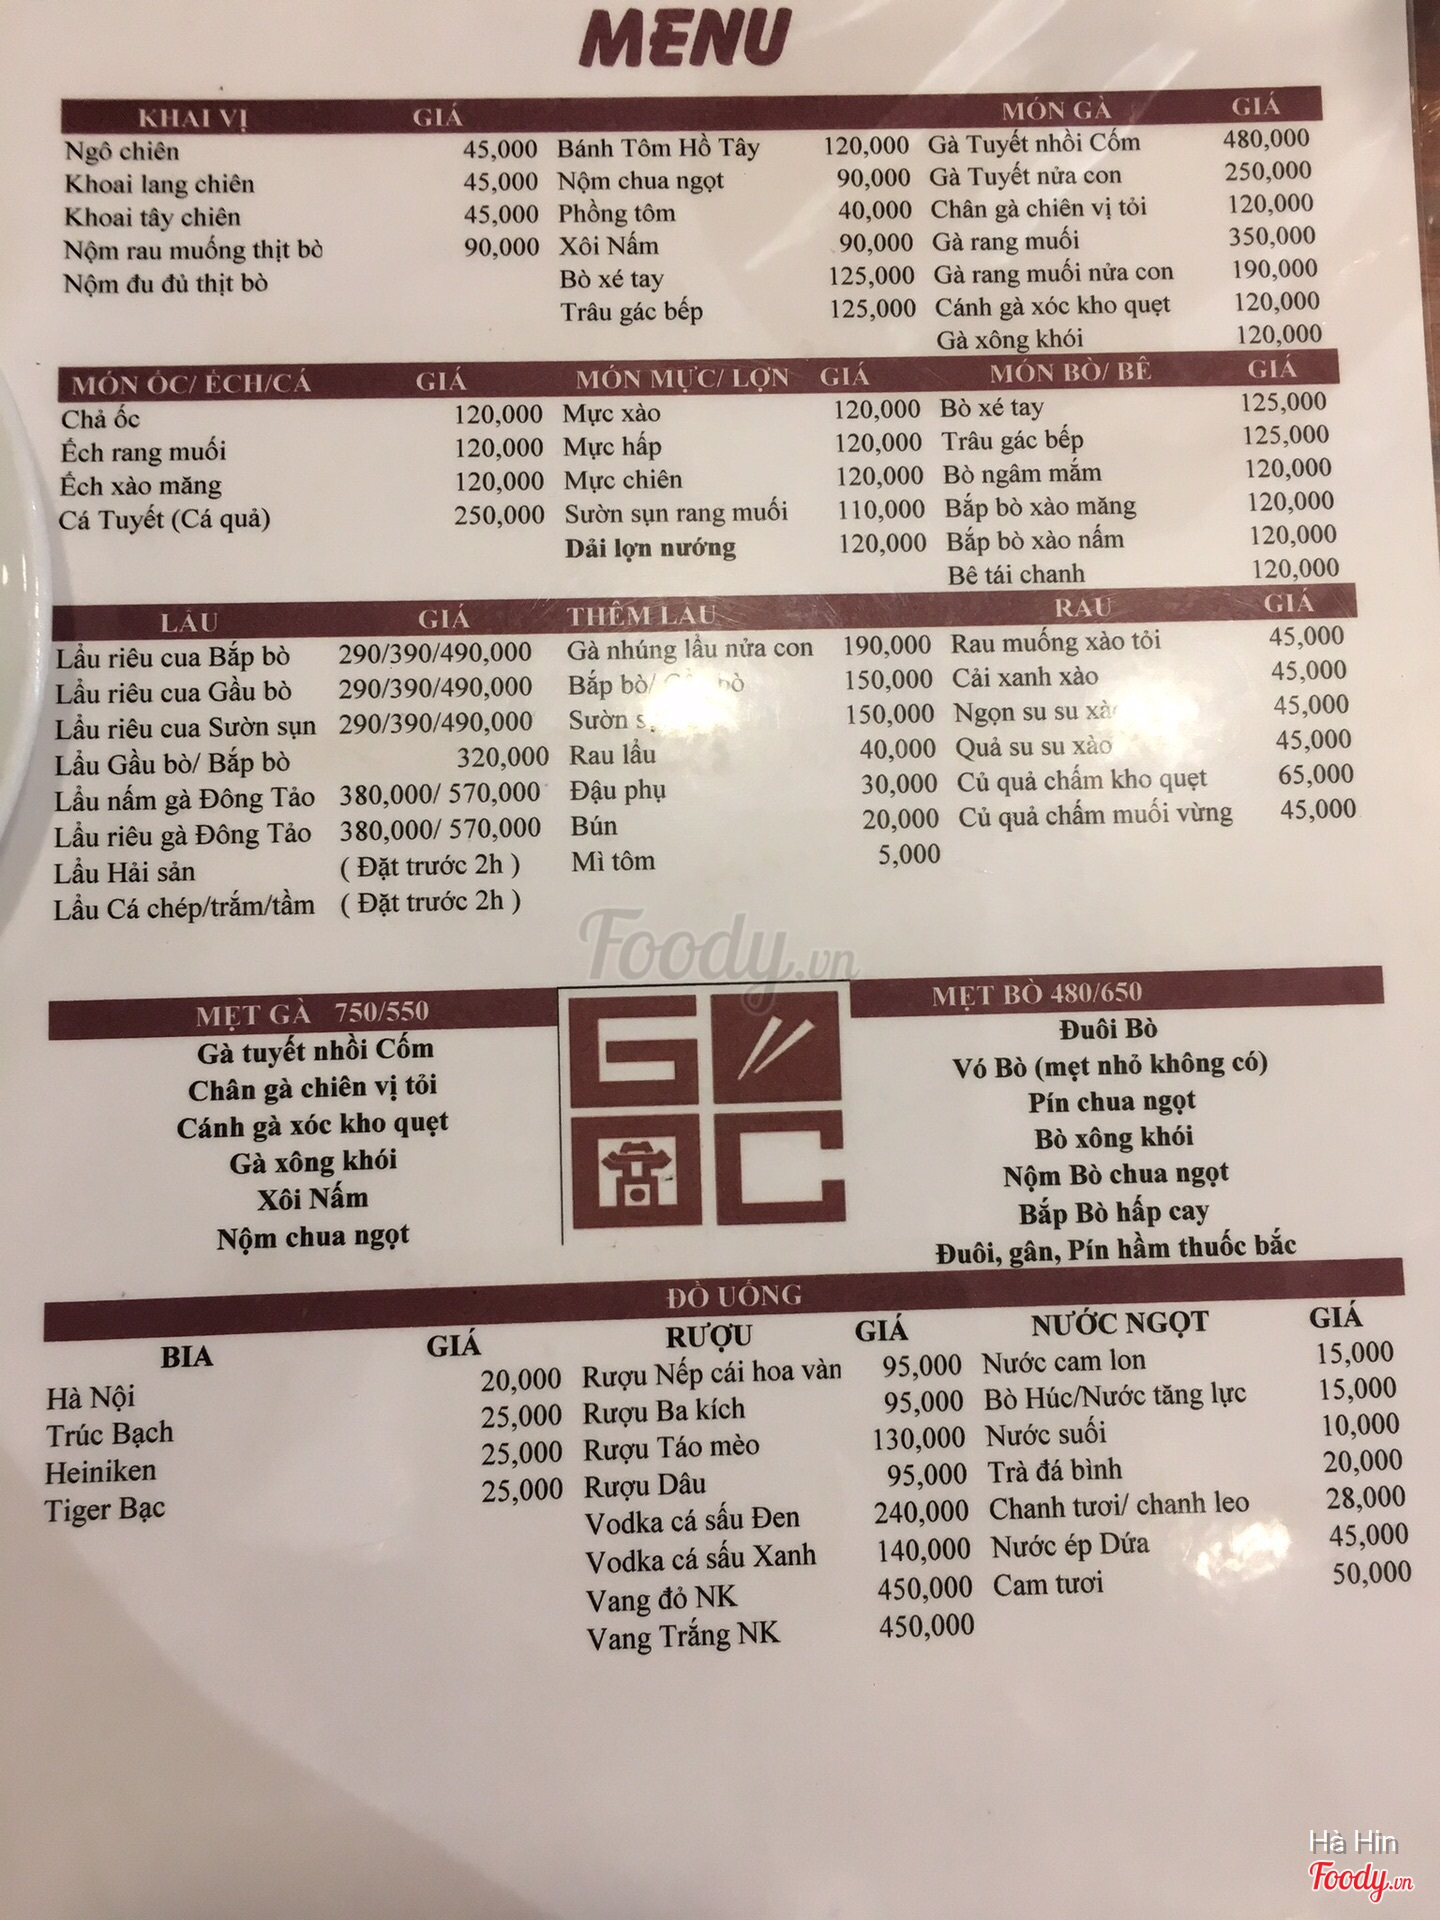 MENU
KHAI VỊ GIÁ MÓN GÀ GIÁ
Ngô chiên 45,000 Bánh Tôm Hồ Tây 120,000 Gà Tuyết nhồi Cốm 480,000
Khoai lang chiên 45,000 Nộm chua ngọt 90,000 Gà Tuyết nửa con 250,000
Khoai tây chiên 45,000 Phồng tôm 40,000 Chân gà chiên vị tỏi 120,000
Nộm rau muống thịt bò 90,000 Xôi Nấm 90,000 Gà rang muối 350,000
Nộm đu đủ thịt bò Bò xé tay 125,000 Gà rang muối nửa con 190,000
Trâu gác bếp 125,000 Cánh gà xóc kho quẹt 120,000
Gà xông khói 120,000
MÓN ỐC/ ẾCH/CÁ GIÁ MÓN MỰC/ LỢN GIÁ MÓN BÒ/ BÊ GIÁ
Chả ốc 120,000 Mực xào 120,000 Bò xé tay 125,000
Ếch rang muối 120,000 Mực hấp 120,000 Trâu gác bếp 125,000
Ếch xào măng 120,000 Mực chiên 120,000 Bò ngâm mắm 120,000
Cá Tuyết (Cá quả) 250,000 Sườn sụn rang muối 110,000 Bắp bò xào măng 120,000
Dải lợn nướng 120,000 Bắp bò xào nấm 120,000
Bê tái chanh 120,000
LẨU GIÁ THÊM LẨU RAU GIÁ
Lẩu riêu cua Bắp bò 290/390/490,000 Gà nhúng lẩu nửa con 190,000 Rau muống xào tỏi 45,000
Lẩu riêu cua Gầu bò 290/390/490,000 Bắp bò/ bò 150,000 Cải xanh xào 45,000
Lẩu riêu cua Sườn sụn 290/390/490,000 Sườn 150,000 Ngọn su su 45,000
Lẩu Gầu bò/ Bắp bò 320,000 Rau lẩu 40,000 Quả su su xào 45,000
Lẩu nấm gà Đông Tảo 380,000/ 570,000 Đậu phụ 30,000 Củ quả chấm kho quẹt 65,000
Lẩu riêu gà Đông Tảo 380,000/ 570,000 Bún 20,000 Củ quả chấm muối vừng 45,000
Lẩu Hải sản ( Đặt trước 2h ) Mì tôm 5,000
Lẩu Cá chép/trắm/tầm ( Đặt trước 2h )
Foody.vn
MẸT GÀ 750/550 MẸT BÒ 480/650
Gà tuyết nhồi Cốm Đuôi Bò
Chân gà chiên vị tỏi Vó Bò (mẹt nhỏ không có)
Cánh gà xóc kho quẹt Pín chua ngọt
Gà xông khói Bò xông khói
Xôi Nấm Nộm Bò chua ngọt
Nộm chua ngọt Bắp Bò hấp cay
Đuôi, gân, Pín hầm thuốc bắc
ĐỒ UỐNG
BIA GIÁ RƯỢU GIÁ NƯỚC NGỌT GIÁ
Hà Nội 20,000 Rượu Nếp cái hoa vàn 95,000 Nước cam lon 15,000
Trúc Bạch 25,000 Rượu Ba kích 95,000 Bò Húc/Nước tăng lực 15,000
Heiniken 25,000 Rượu Táo mèo 130,000 Nước suối 10,000
Tiger Bạc 25,000 Rượu Dâu 95,000 Trà đá bình 20,000
Vodka cá sấu Đen 240,000 Chanh tươi/ chanh leo 28,000
Vodka cá sấu Xanh 140,000 Nước ép Dứa 45,000
Vang đỏ NK 450,000 Cam tươi 50,000
Vang Trắng NK 450,000
Hà Hin
Foody.vn